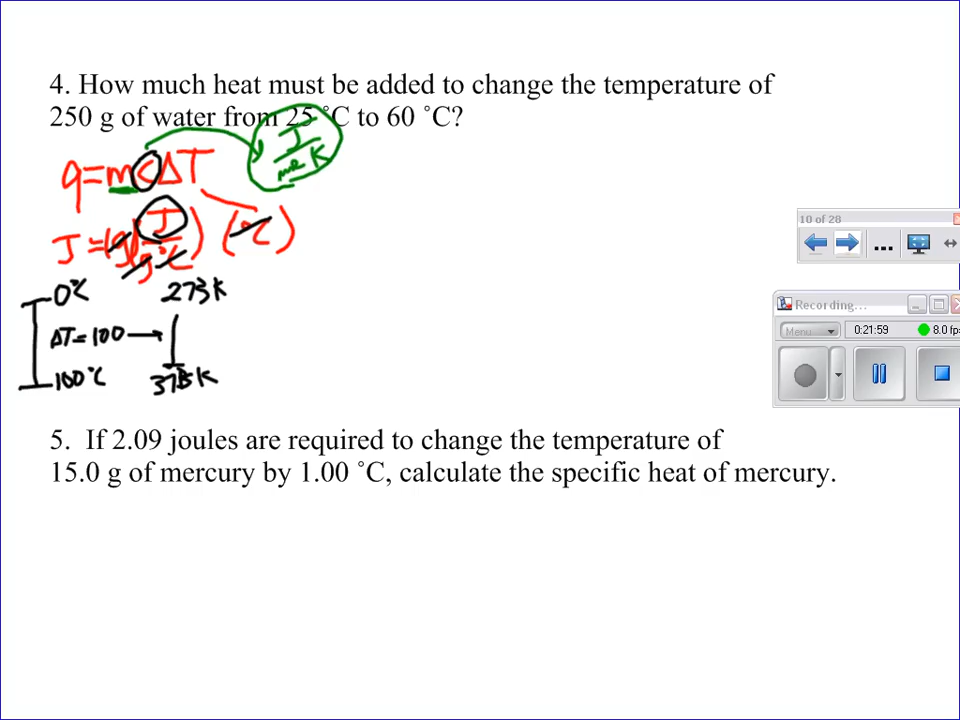 4. How much heat must be added to change the temperature of
250 g of water from 25 ˚C to 60 ˚C?
q=mcΔT
J
K
J = (g)(J/g°C) (°C)
0°C 273K
ΔT=100
100°C K
5. If 2.09 joules are required to change the temperature of
15.0 g of mercury by 1.00 ˚C, calculate the specific heat of mercury.
10 of 28
...
Recording...
Menu 0:21:59 8.0 fp